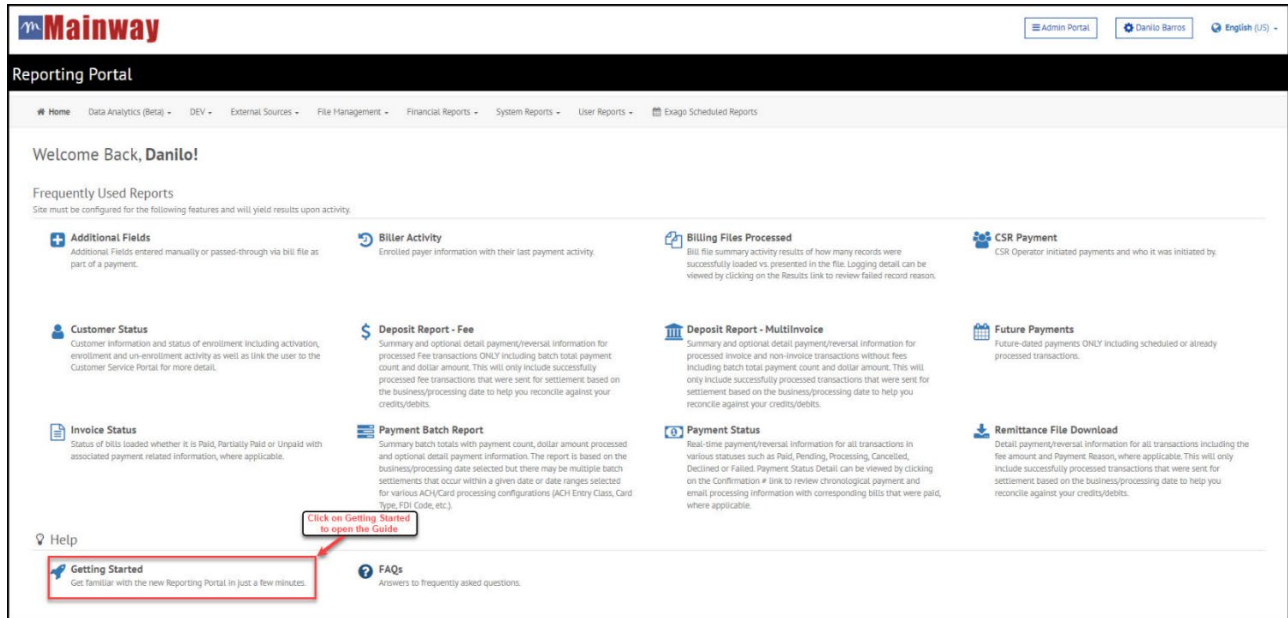 m Mainway
Admin Portal
Danilo Barros
English (US)
Reporting Portal
Home
Data Analytics (Beta)
DEV
External Sources
File Management
Financial Reports
System Reports
User Reports
Exago Scheduled Reports
Welcome Back, Danilo!
Frequently Used Reports
Site must be configured for the following features and will yield results upon activity.
Additional Fields
Additional Fields entered manually or passed-through via bill file as
part of a payment.
Biller Activity
Enrolled payer information with their last payment activity.
Billing Files Processed
Bill file summary activity results of how many records were
successfully loaded vs. presented in the file. Logging detail can be
viewed by clicking on the Results link to review failed record reason.
CSR Payment
CSR Operator initiated payments and who it was initiated by.
Customer Status
Customer information and status of enrollment including activation,
enrollment and un-enrollment activity as well as link the user to the
Customer Service Portal for more detail.
Deposit Report - Fee
Summary and optional detail payment/reversal information for
processed Fee transactions ONLY including batch total payment
count and dollar amount. This will only include successfully
processed fee transactions that were sent for settlement based on
the business/processing date to help you reconcile against your
credits/debits.
Deposit Report - MultiInvoice
Summary and optional detail payment/reversal information for
processed invoice and non-invoice transactions without fees
including batch total payment count and dollar amount. This will
only include successfully processed transactions that were sent for
settlement based on the business/processing date to help you
reconcile against your credits/debits.
Future Payments
Future-dated payments ONLY including scheduled or already
processed transactions.
Invoice Status
Status of bills loaded whether it is Paid, Partially Paid or Unpaid with
associated payment related information, where applicable.
Payment Batch Report
Summary batch totals with payment count, dollar amount processed
and optional detail payment information. The report is based on the
business/processing date selected but there may be multiple batch
settlements that occur within a given date or date ranges selected
for various ACH/Card processing configurations (ACH Entry Class, Card
Type, FDI Code, etc.).
Payment Status
Real-time payment/reversal information for all transactions in
various statuses such as Paid, Pending, Processing, Cancelled,
Declined or Failed. Payment Status Detail can be viewed by clicking
on the Confirmation # link to review chronological payment and
email processing information with corresponding bills that were paid,
where applicable.
Remittance File Download
Detail payment/reversal information for all transactions including the
fee amount and Payment Reason, where applicable. This will only
include successfully processed transactions that were sent for
settlement based on the business/processing date to help you
reconcile against your credits/debits.
Click on Getting Started
to open the Guide
Help
Getting Started
Get familiar with the new Reporting Portal in just a few minutes.
FAQs
Answers to frequently asked questions.